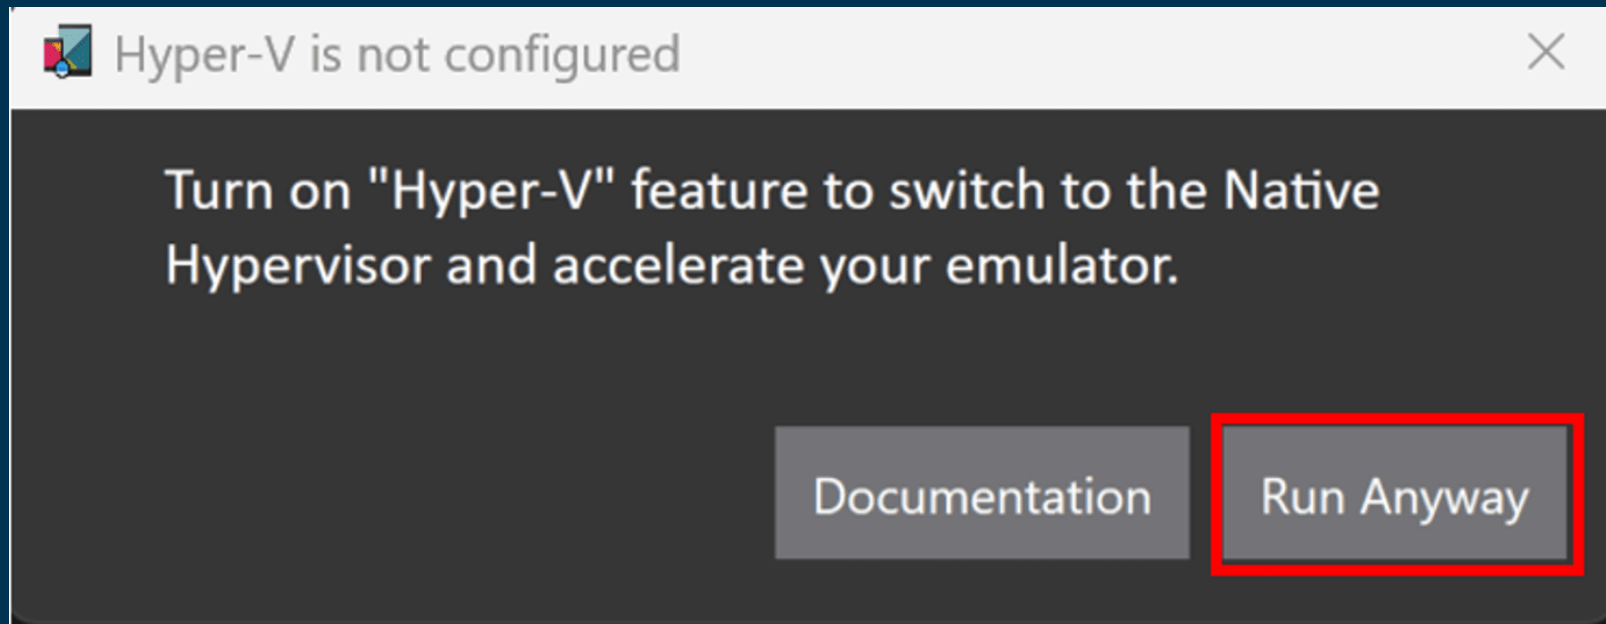 Hyper-V is not configured
Turn on "Hyper-V" feature to switch to the Native
Hypervisor and accelerate your emulator.
Documentation
Run Anyway